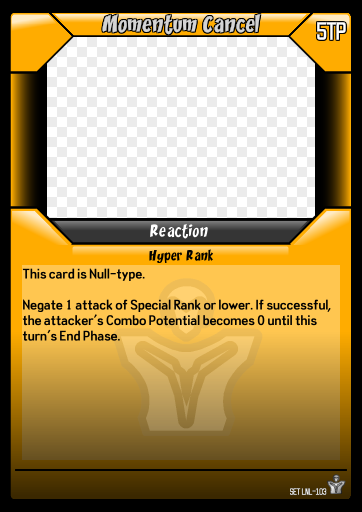 Momentum Cancel
5TP
Reaction
Hyper Rank
This card is Null-type.
Negate 1 attack of Special Rank or lower. If successful,
the attacker's Combo Potential becomes 0 until this
turn's End Phase.
SET LNL-103